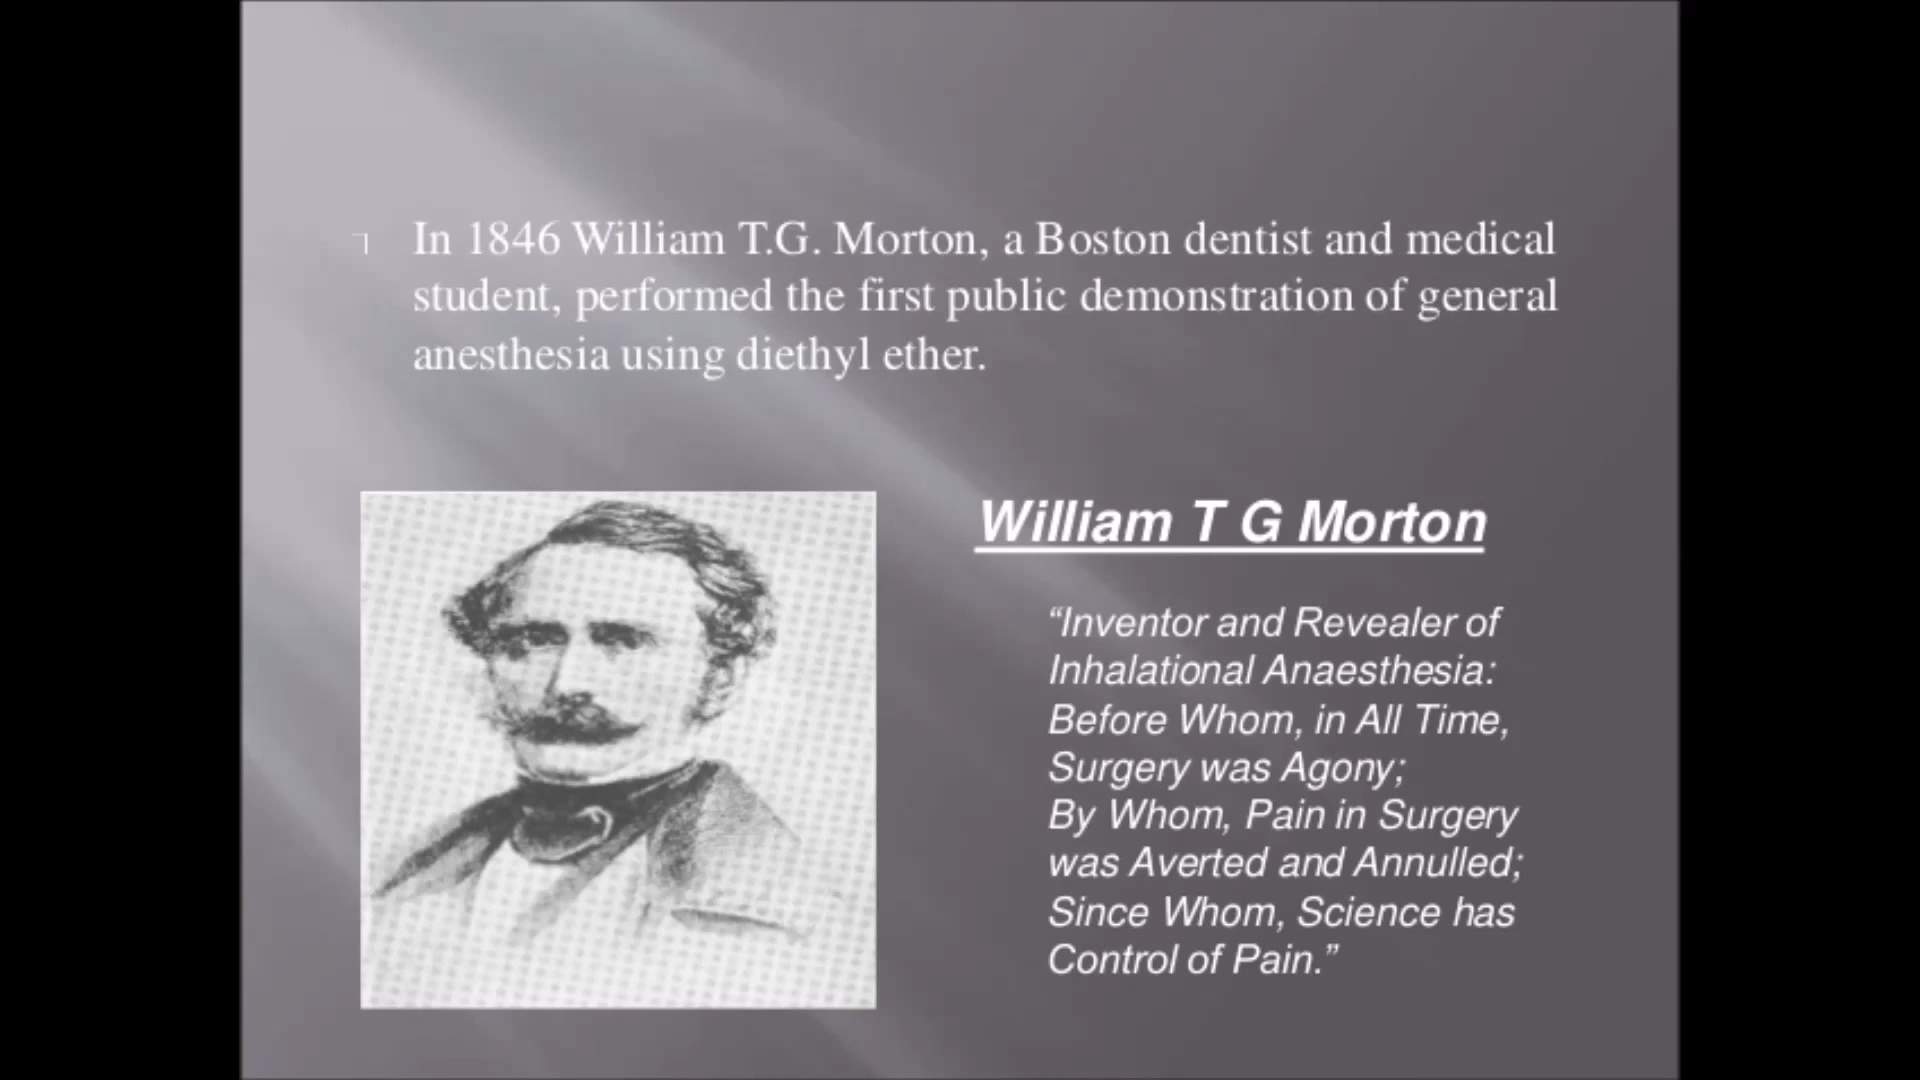 In 1846 William T.G. Morton, a Boston dentist and medical
student, performed the first public demonstration of general
anesthesia using diethyl ether.
William T G Morton
“Inventor and Revealer of
Inhalational Anaesthesia:
Before Whom, in All Time,
Surgery was Agony;
By Whom, Pain in Surgery
was Averted and Annulled;
Since Whom, Science has
Control of Pain.”